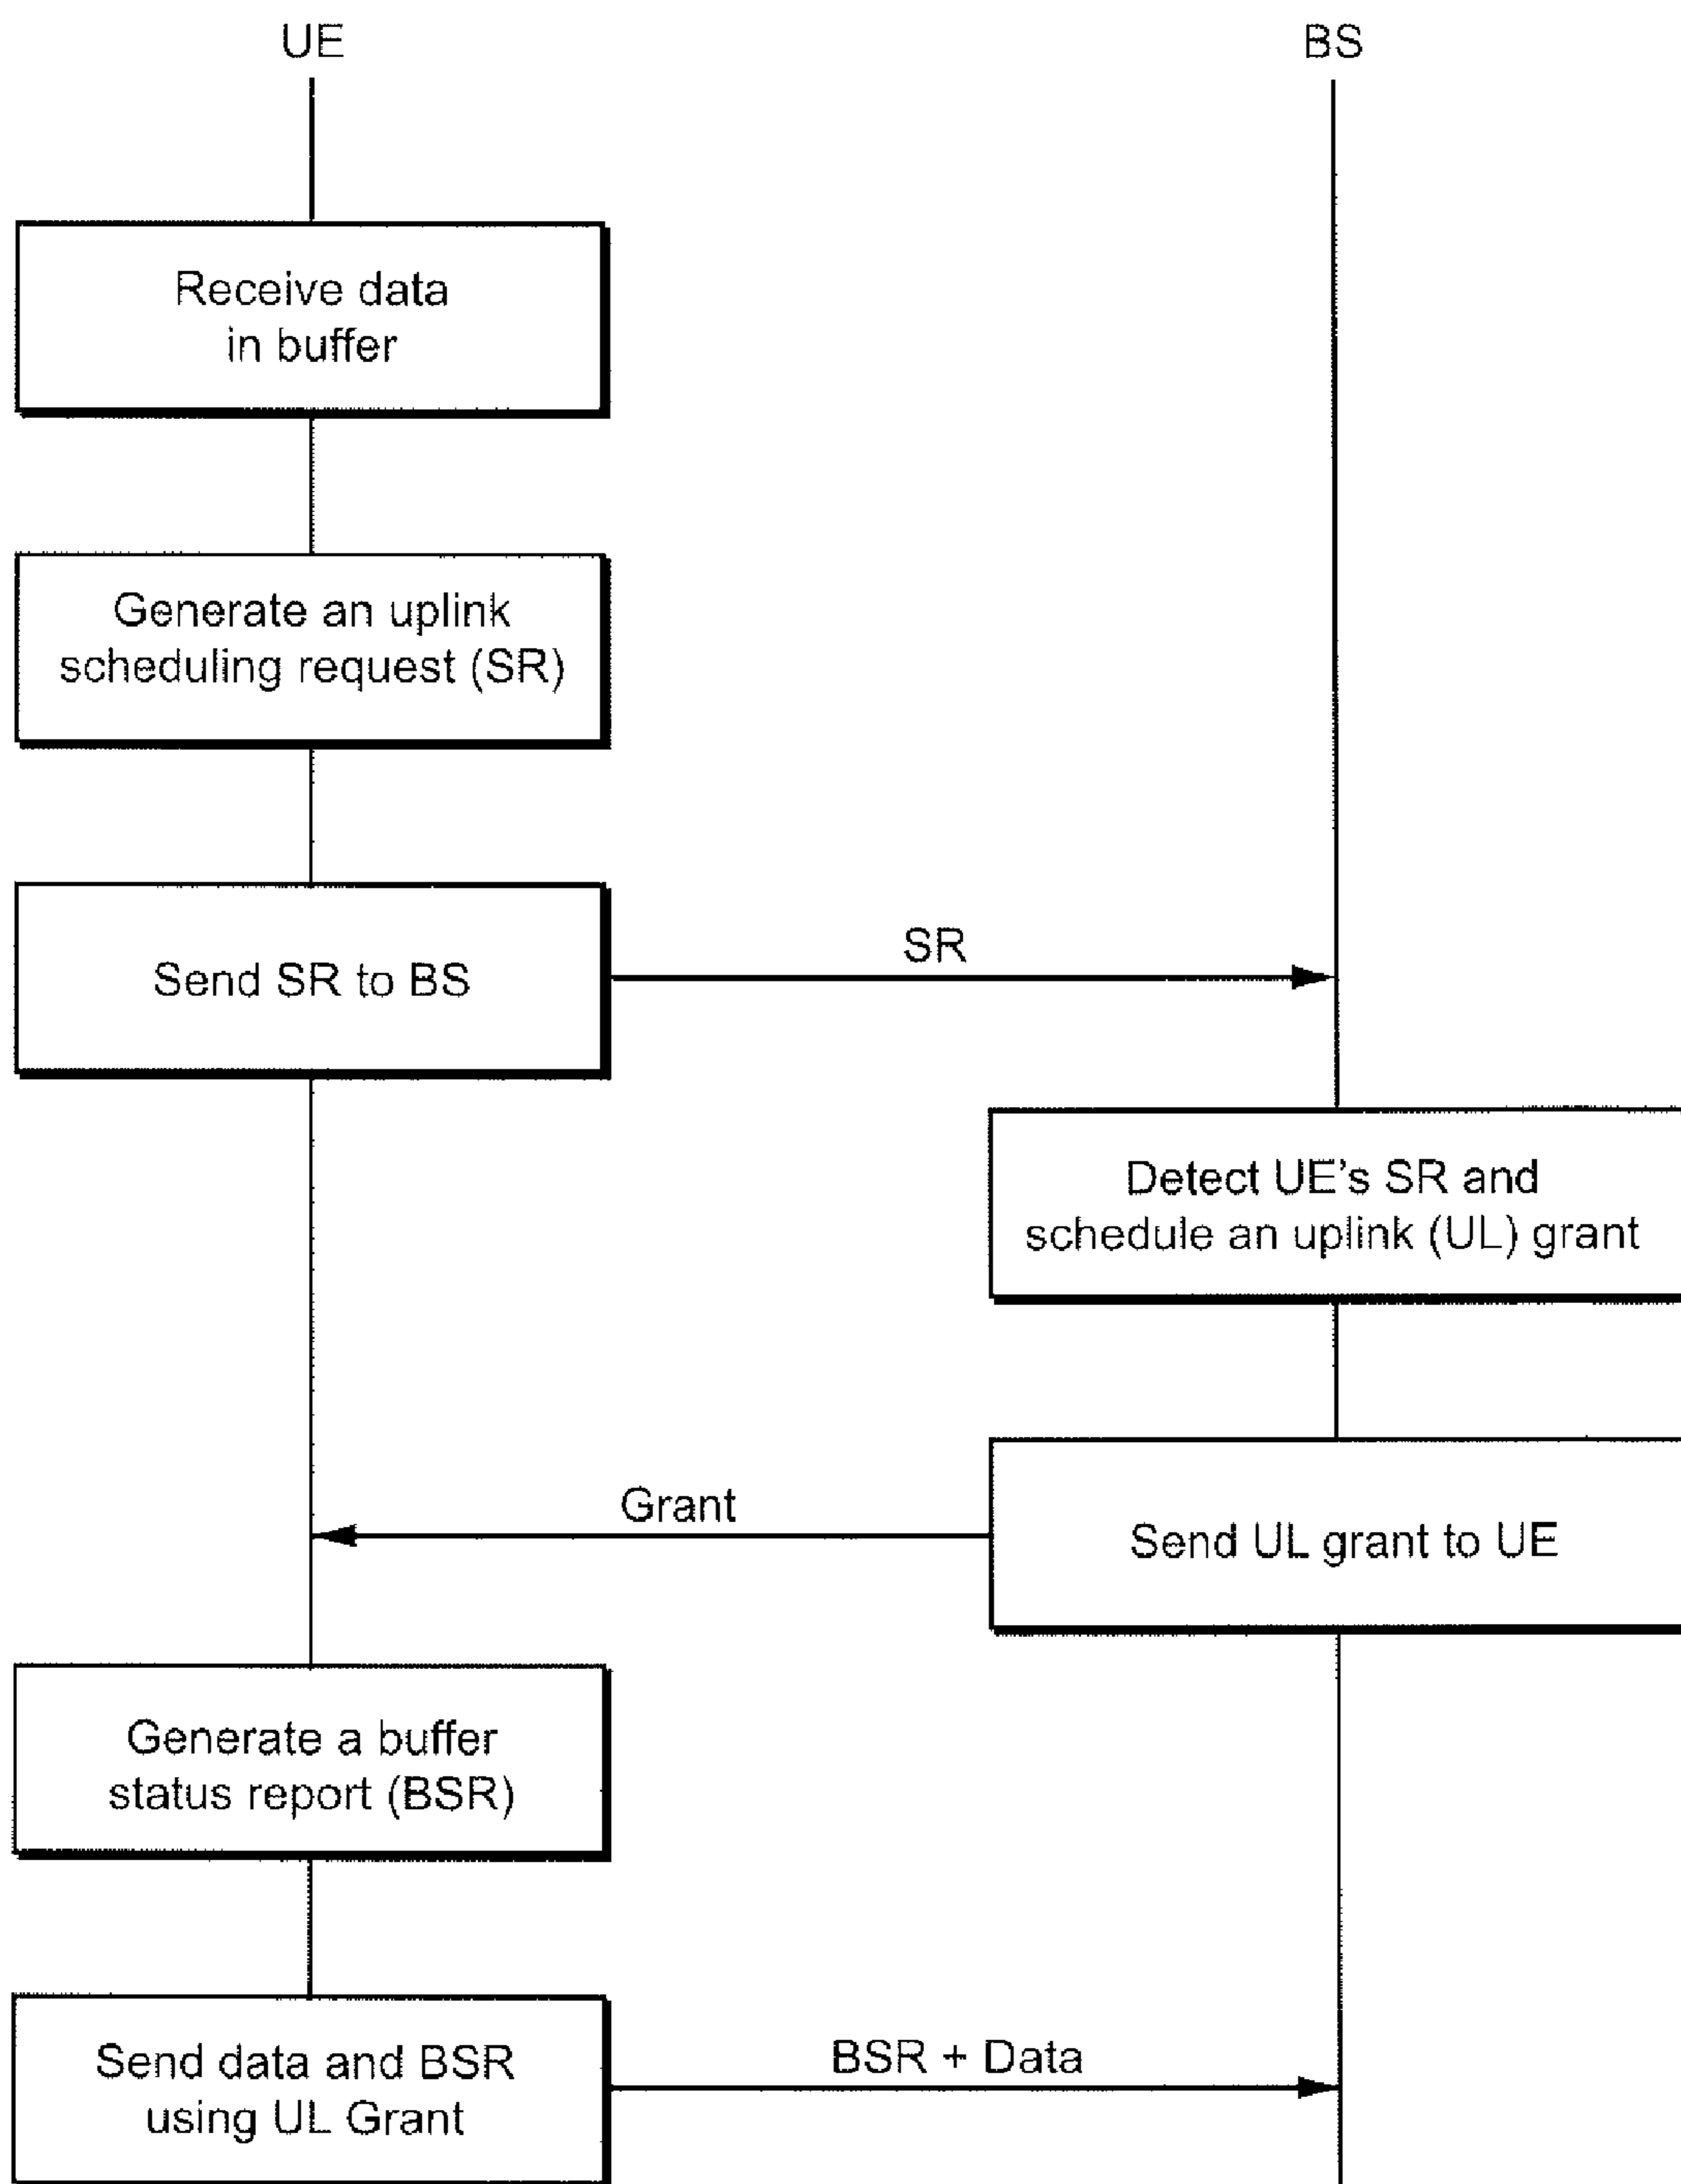 UE
BS
Receive data
in buffer
Generate an uplink
scheduling request (SR)
Send SR to BS
SR
Detect UE's SR and
schedule an uplink (UL) grant
Grant
Send UL grant to UE
Generate a buffer
status report (BSR)
Send data and BSR
using UL Grant
BSR + Data